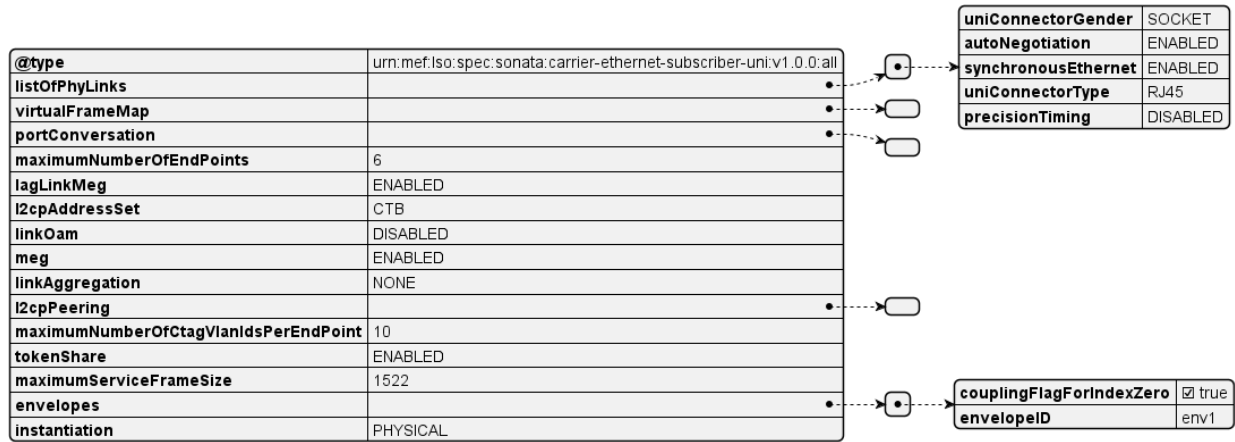 @type urn:mef:lso:spec:sonata:carrier-ethernet-subscriber-uni:v1.0.0:all
listOfPhyLinks
virtualFrameMap
portConversation
maximumNumberOfEndPoints 6
lagLinkMeg ENABLED
l2cpAddressSet CTB
linkOam DISABLED
meg ENABLED
linkAggregation NONE
l2cpPeering
maximumNumberOfCtagVlanIdsPerEndPoint 10
tokenShare ENABLED
maximumServiceFrameSize 1522
envelopes
instantiation PHYSICAL
uniConnectorGender SOCKET
autoNegotiation ENABLED
synchronousEthernet ENABLED
uniConnectorType RJ45
precisionTiming DISABLED
couplingFlagForIndexZero ☑ true
envelopeID env1